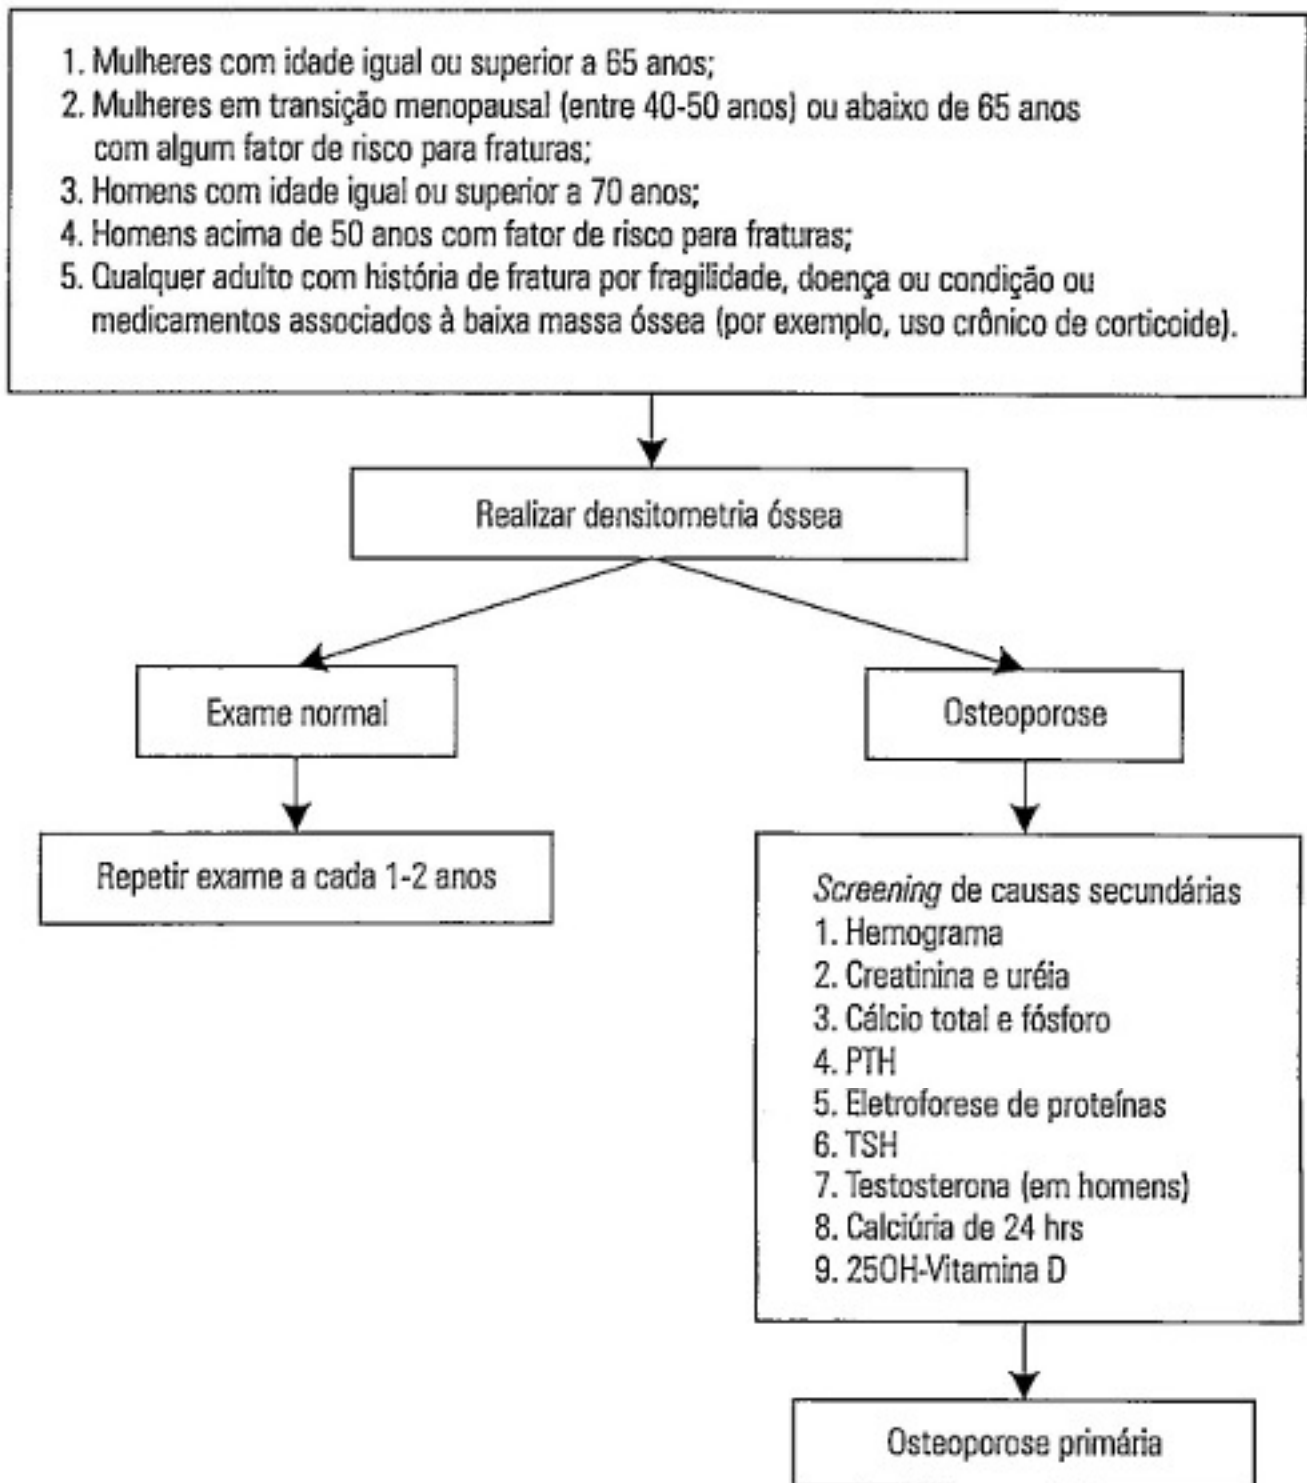 1. Mulheres com idade igual ou superior a 65 anos;
2. Mulheres em transição menopausal (entre 40-50 anos) ou abaixo de 65 anos
com algum fator de risco para fraturas;
3. Homens com idade igual ou superior a 70 anos;
4. Homens acima de 50 anos com fator de risco para fraturas;
5. Qualquer adulto com história de fratura por fragilidade, doença ou condição ou
medicamentos associados à baixa massa óssea (por exemplo, uso crônico de corticoide).
Realizar densitometria óssea
Exame normal
Osteoporose
Repetir exame a cada 1-2 anos
Screening de causas secundárias
1. Hemograma
2. Creatinina e uréia
3. Cálcio total e fósforo
4. PTH
5. Eletroforese de proteínas
6. TSH
7. Testosterona (em homens)
8. Calciúria de 24 hrs
9. 25OH-Vitamina D
Osteoporose primária